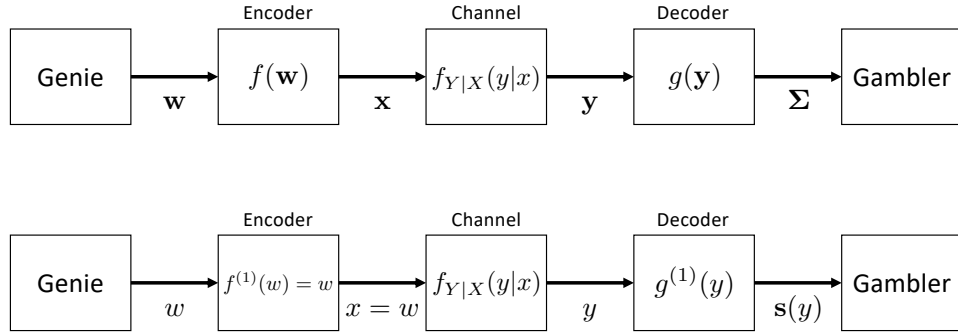 Encoder Channel Decoder
Genie f(𝐰) f_{Y|X}(y|x) g(𝐲) Gambler
𝐰 𝐱 𝐲 𝚺
Encoder Channel Decoder
Genie f^{(1)}(w) = w f_{Y|X}(y|x) g^{(1)}(y) Gambler
w x = w y 𝐬(y)